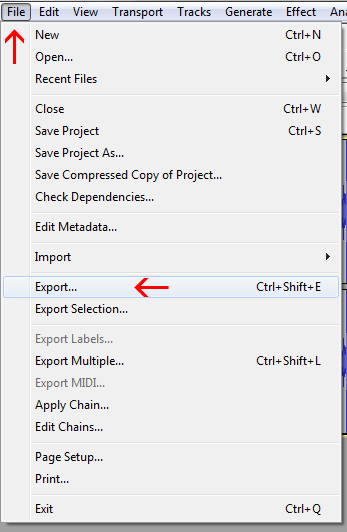 File Edit View Transport Tracks Generate Effect
New Ctrl+N
Open... Ctrl+O
Recent Files
Close Ctrl+W
Save Project Ctrl+S
Save Project As...
Save Compressed Copy of Project...
Check Dependencies...
Edit Metadata...
Import
Export... Ctrl+Shift+E
Export Selection...
Export Labels...
Export Multiple... Ctrl+Shift+L
Export MIDI...
Apply Chain...
Edit Chains...
Page Setup...
Print...
Exit Ctrl+Q